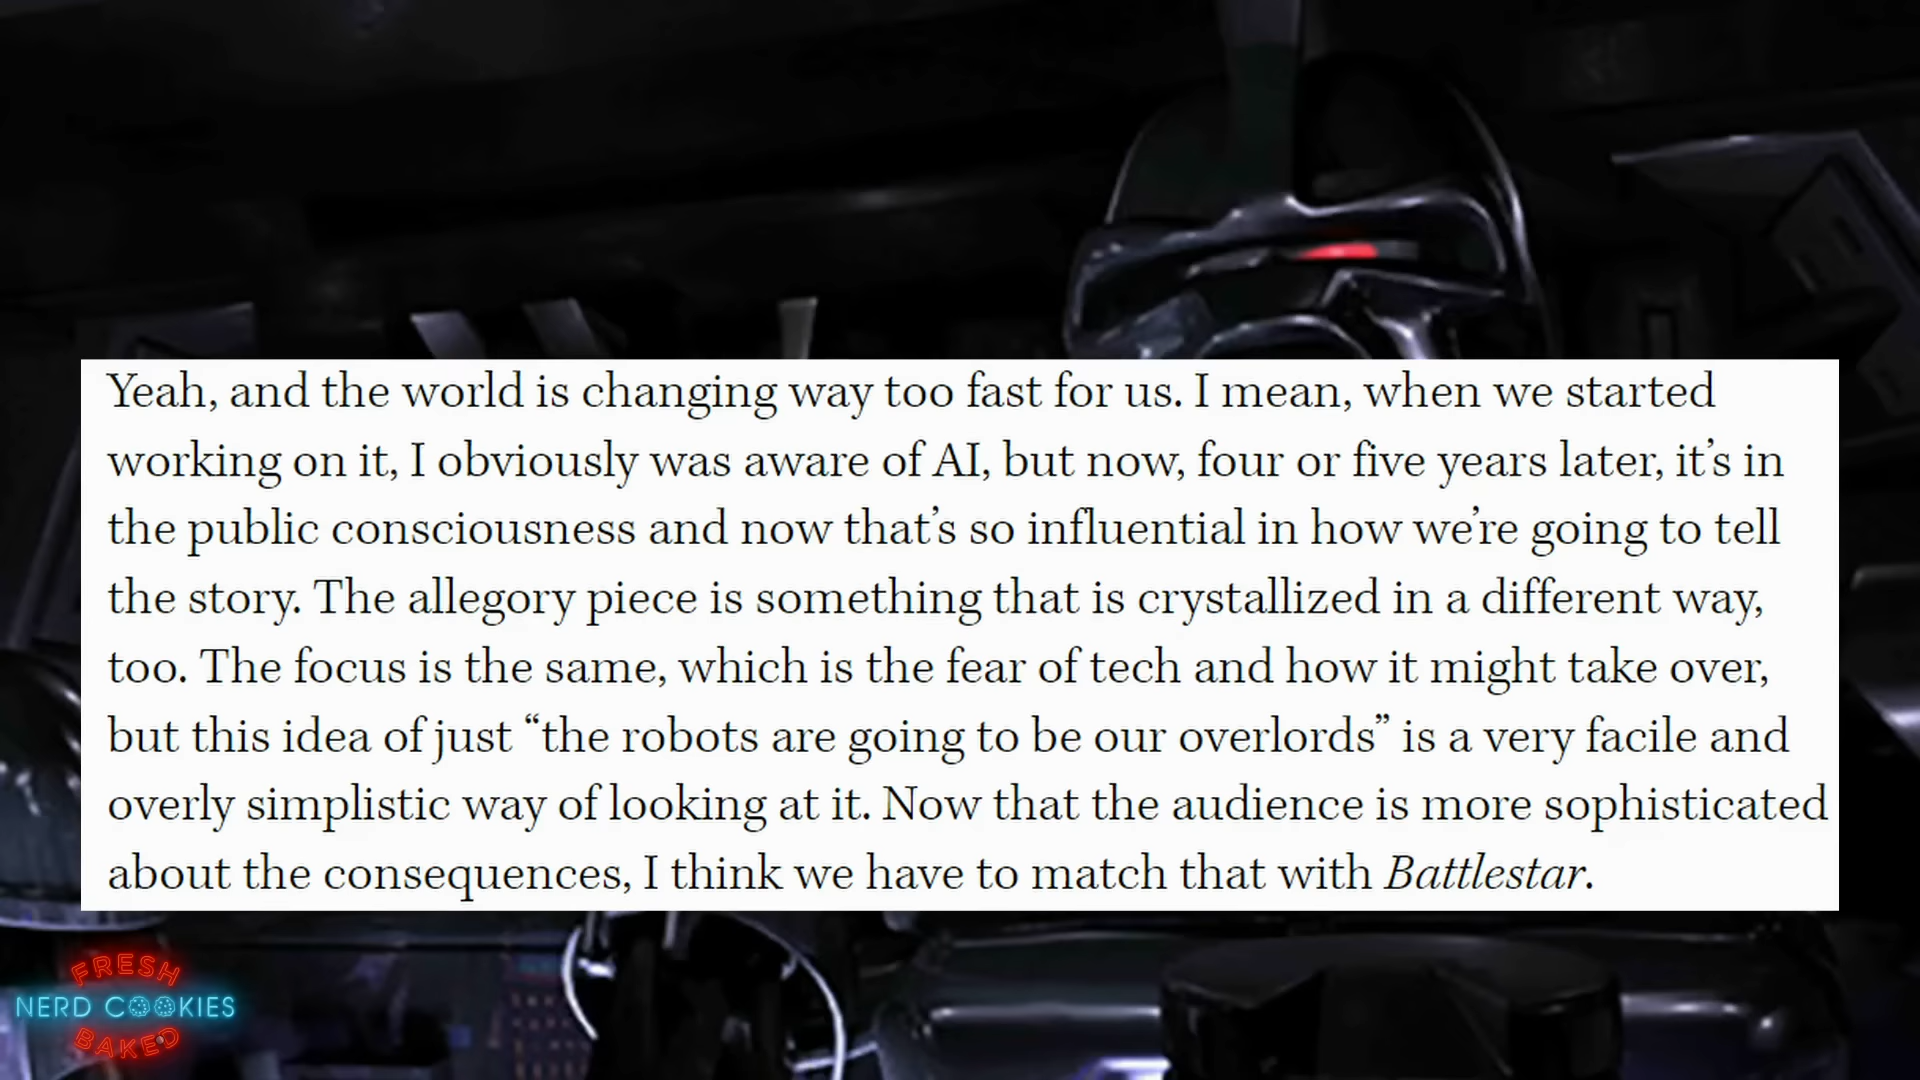 Yeah, and the world is changing way too fast for us. I mean, when we started
working on it, I obviously was aware of AI, but now, four or five years later, it’s in
the public consciousness and now that’s so influential in how we’re going to tell
the story. The allegory piece is something that is crystallized in a different way,
too. The focus is the same, which is the fear of tech and how it might take over,
but this idea of just “the robots are going to be our overlords” is a very facile and
overly simplistic way of looking at it. Now that the audience is more sophisticated
about the consequences, I think we have to match that with Battlestar.
FRESH
NERD COOKIES
BAKED